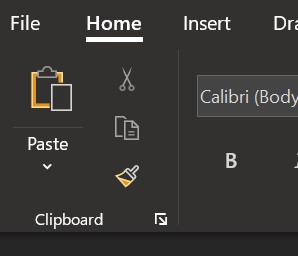 File Home Insert Dra
Calibri (Body
Paste
B
Clipboard